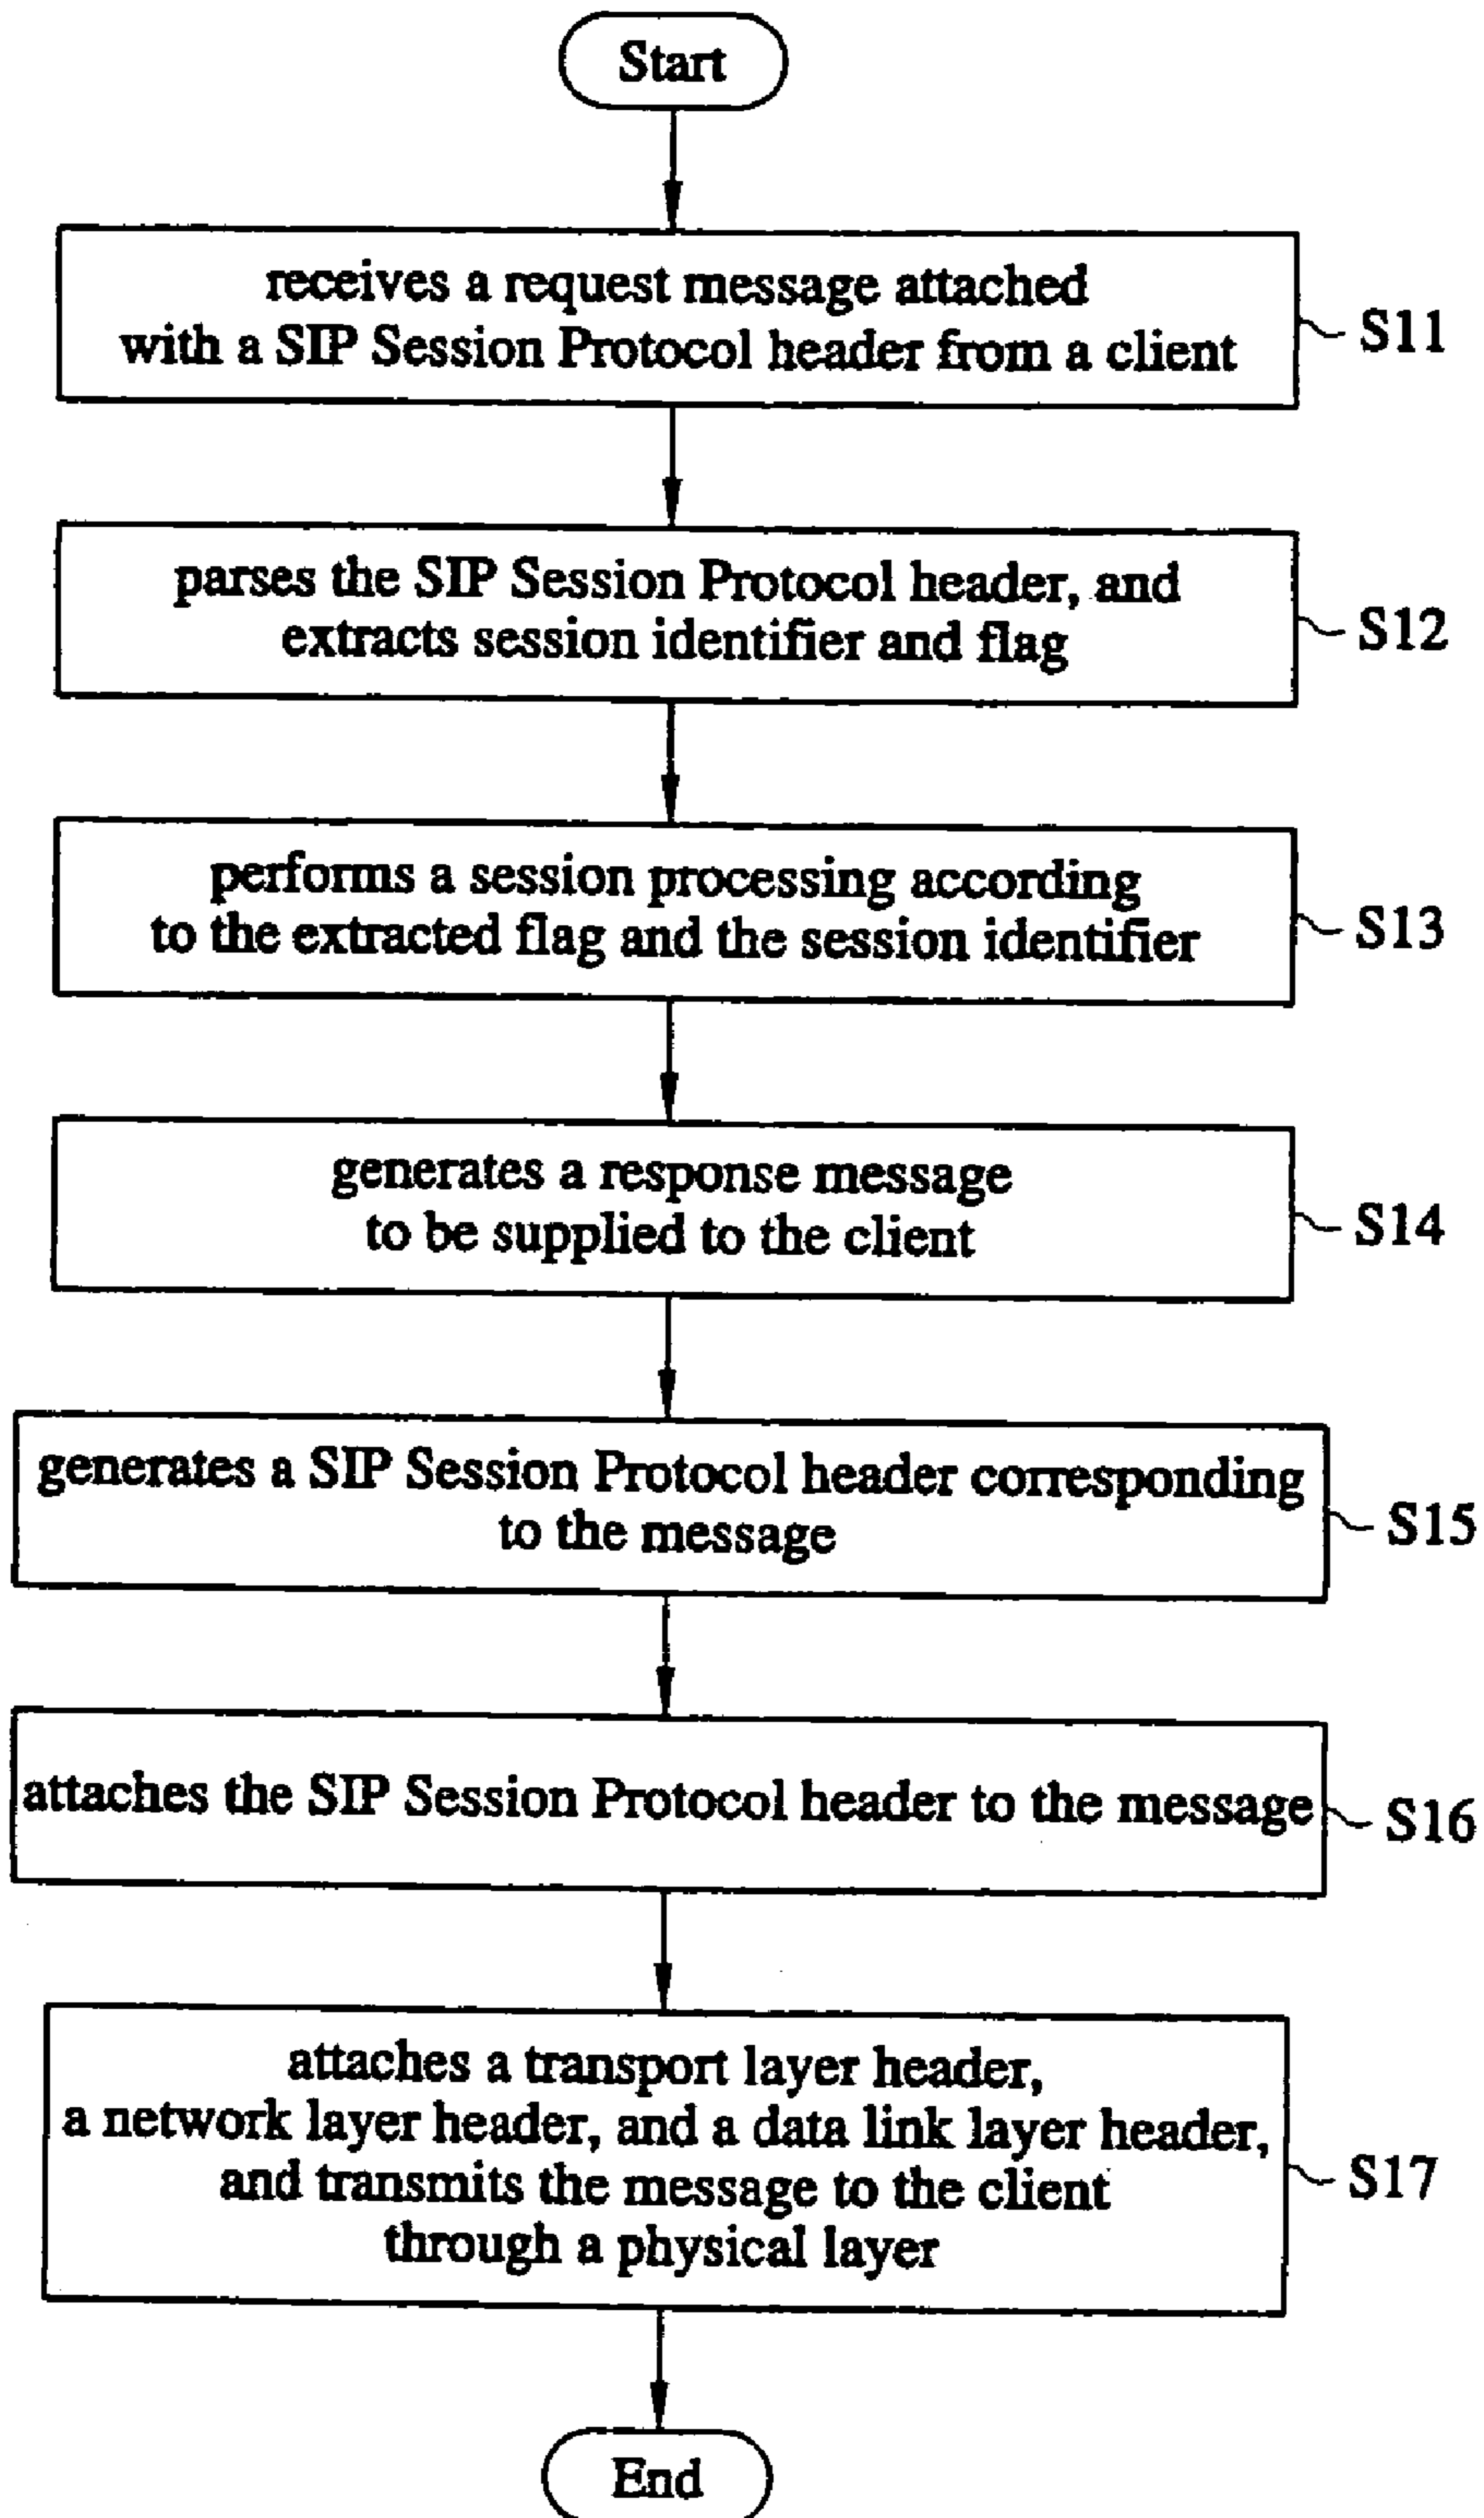 Start
receives a request message attached
with a SIP Session Protocol header from a client
S11
parses the SIP Session Protocol header, and
extracts session identifier and flag
S12
performs a session processing according
to the extracted flag and the session identifier
S13
generates a response message
to be supplied to the client
S14
generates a SIP Session Protocol header corresponding
to the message
S15
attaches the SIP Session Protocol header to the message
S16
attaches a transport layer header,
a network layer header, and a data link layer header,
and transmits the message to the client
through a physical layer
S17
End